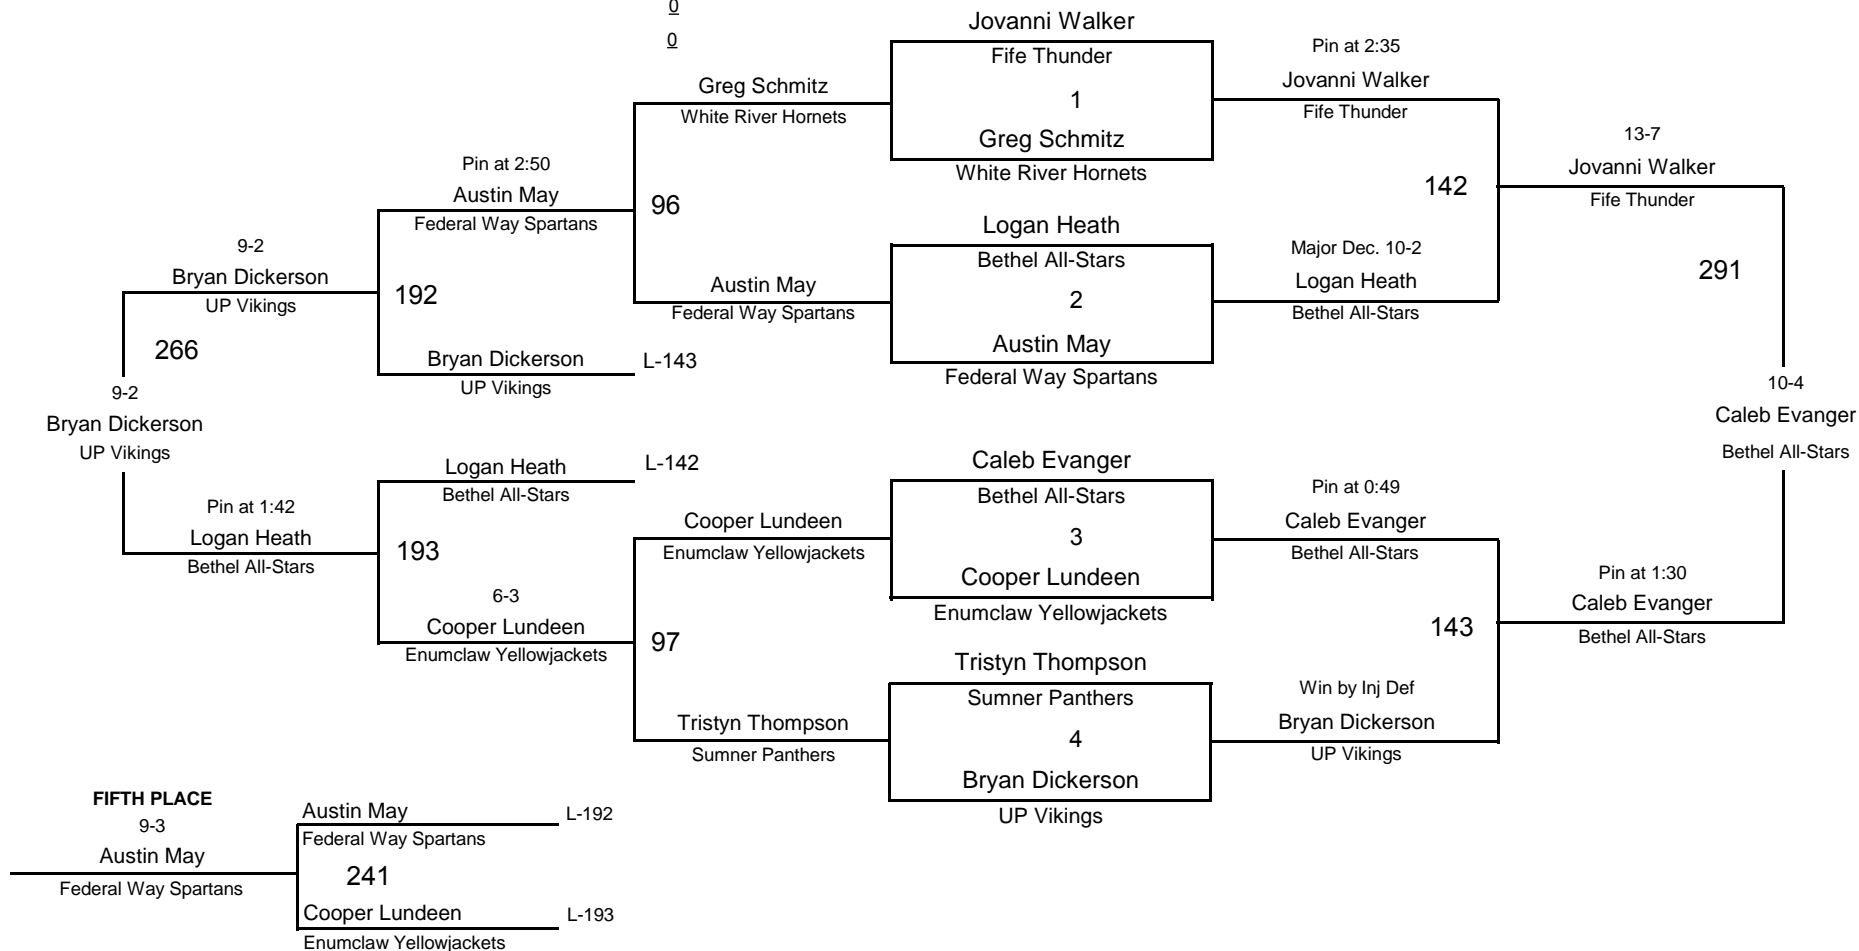 0
0
Jovanni Walker
Fife Thunder
1
Greg Schmitz
White River Hornets
Greg Schmitz
White River Hornets
Pin at 2:35
Jovanni Walker
Fife Thunder
13-7
Jovanni Walker
Fife Thunder
142
Pin at 2:50
Austin May
Federal Way Spartans
96
Logan Heath
Bethel All-Stars
2
Austin May
Federal Way Spartans
Austin May
Federal Way Spartans
Major Dec. 10-2
Logan Heath
Bethel All-Stars
291
9-2
Bryan Dickerson
UP Vikings
192
266
Bryan Dickerson
UP Vikings
L-143
9-2
Bryan Dickerson
UP Vikings
10-4
Caleb Evanger
Bethel All-Stars
Logan Heath
Bethel All-Stars
L-142
Caleb Evanger
Bethel All-Stars
3
Cooper Lundeen
Enumclaw Yellowjackets
Pin at 1:42
Logan Heath
Bethel All-Stars
193
Cooper Lundeen
Enumclaw Yellowjackets
Pin at 0:49
Caleb Evanger
Bethel All-Stars
6-3
Cooper Lundeen
Enumclaw Yellowjackets
97
143
Pin at 1:30
Caleb Evanger
Bethel All-Stars
Tristyn Thompson
Sumner Panthers
4
Bryan Dickerson
UP Vikings
Tristyn Thompson
Sumner Panthers
Win by Inj Def
Bryan Dickerson
UP Vikings
FIFTH PLACE
9-3
Austin May
Federal Way Spartans
Austin May
Federal Way Spartans
L-192
241
Cooper Lundeen
Enumclaw Yellowjackets
L-193